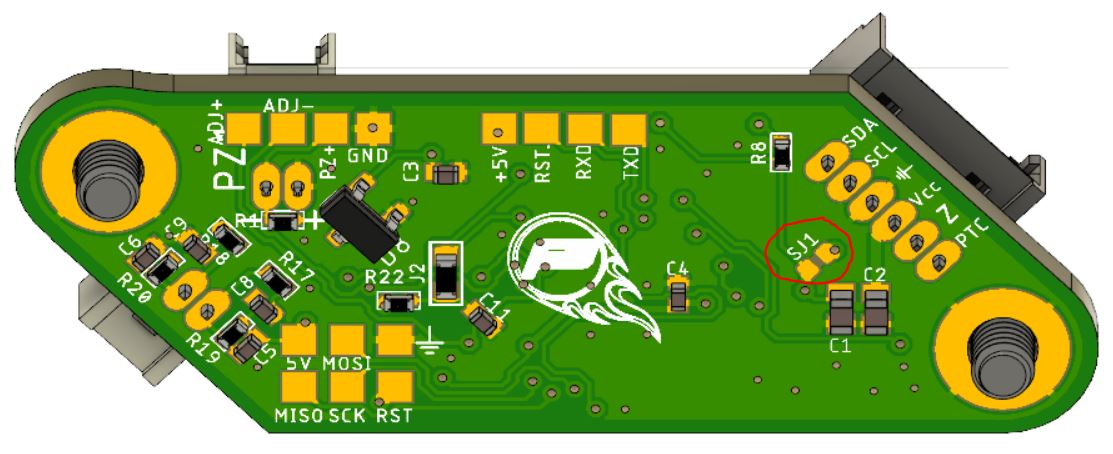 ADJ+
ADJ-
PZ
PZ+
GND
+5V
RST.
RXD
TXD
C3
R8
SDA
SCL
Vcc
Z
PTC
SJ1
R1
+
C9
C6
R20
R17
C8
R19
C5
R22
J2
C11
C4
C2
C1
5V
MOSI
MISO
SCK
RST